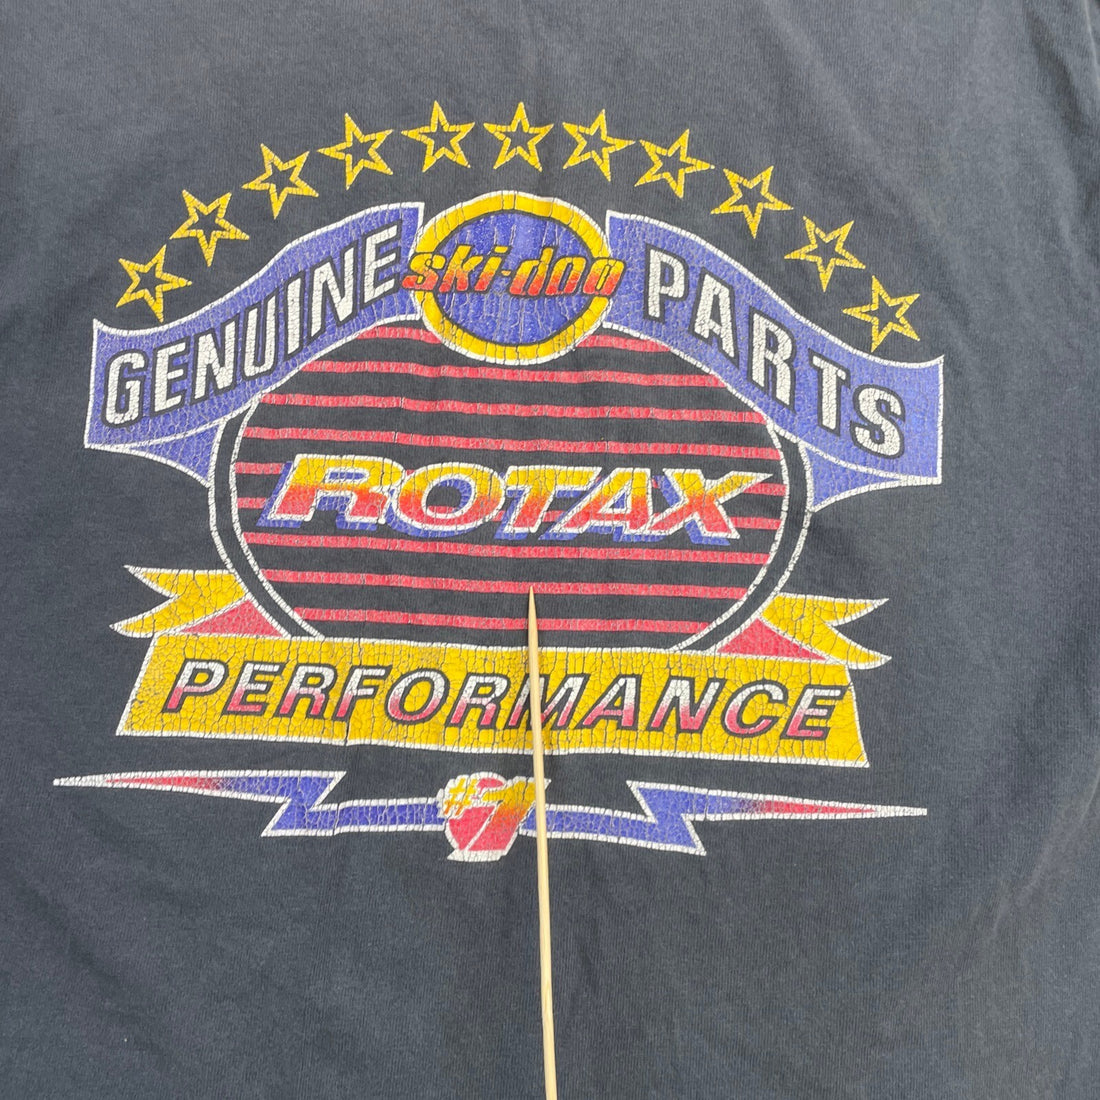 ski-doo
GENUINE PARTS
ROTAX
PERFORMANCE
#1